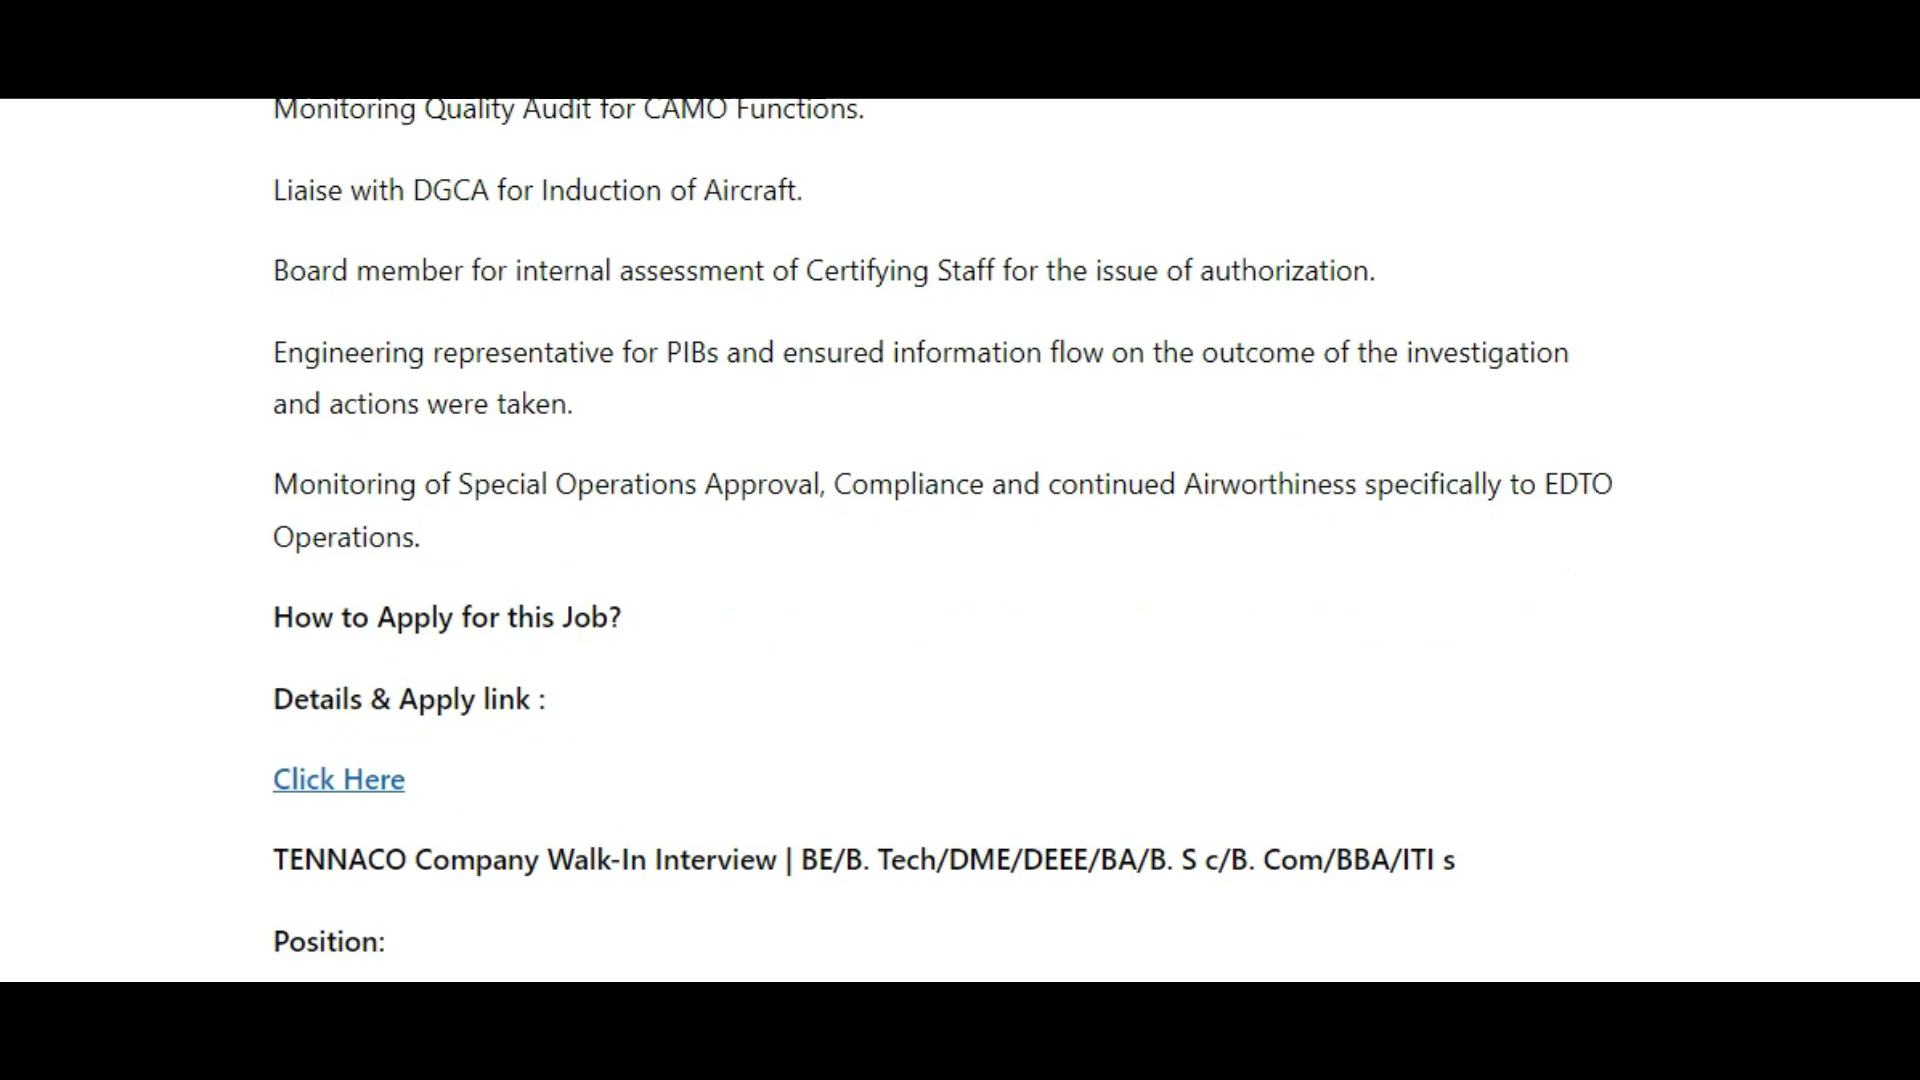 Monitoring Quality Audit for CAMO Functions.
Liaise with DGCA for Induction of Aircraft.
Board member for internal assessment of Certifying Staff for the issue of authorization.
Engineering representative for PIBs and ensured information flow on the outcome of the investigation
and actions were taken.
Monitoring of Special Operations Approval, Compliance and continued Airworthiness specifically to EDTO
Operations.
How to Apply for this Job?
Details & Apply link :
Click Here
TENNACO Company Walk-In Interview | BE/B. Tech/DME/DEEE/BA/B. S c/B. Com/BBA/ITI s
Position: